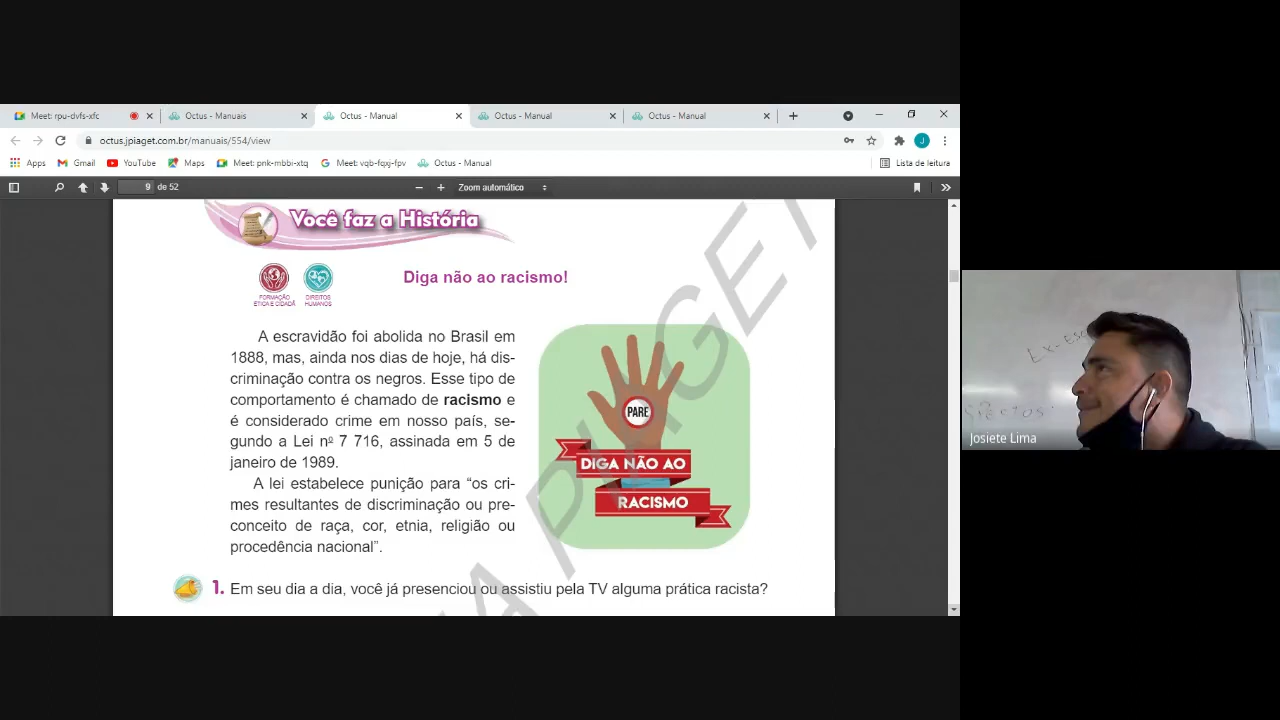 Meet: rpu-dvfs-xfc
Octus - Manuais
Octus - Manual
Octus - Manual
Octus - Manual
octus.jpiaget.com.br/manuais/554/view
J
Apps
Gmail
YouTube
Maps
Meet: pnk-mbbi-xtq
Meet: vqb-fqxj-fpv
Octus - Manual
Lista de leitura
9 de 52
Zoom automático
Você faz a História
FORMAÇÃO
ÉTICA E CIDADÃ
DIREITOS
HUMANOS
Diga não ao racismo!
A escravidão foi abolida no Brasil em
1888, mas, ainda nos dias de hoje, há dis-
criminação contra os negros. Esse tipo de
comportamento é chamado de racismo e
é considerado crime em nosso país, se-
gundo a Lei nº 7 716, assinada em 5 de
janeiro de 1989.
A lei estabelece punição para “os cri-
mes resultantes de discriminação ou pre-
conceito de raça, cor, etnia, religião ou
procedência nacional”.
PARE
DIGA NÃO AO
RACISMO
1. Em seu dia a dia, você já presenciou ou assistiu pela TV alguma prática racista?
A PIAGET
Josiete Lima